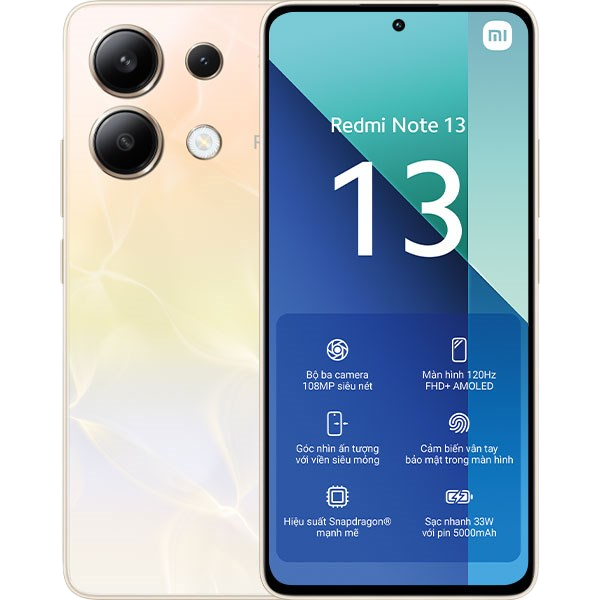 mi
Redmi Note 13
13
Bộ ba camera
108MP siêu nét
Màn hình 120Hz
FHD+ AMOLED
Góc nhìn ấn tượng
với viền siêu mỏng
Cảm biến vân tay
bảo mật trong màn hình
Hiệu suất Snapdragon®
mạnh mẽ
Sạc nhanh 33W
với pin 5000mAh